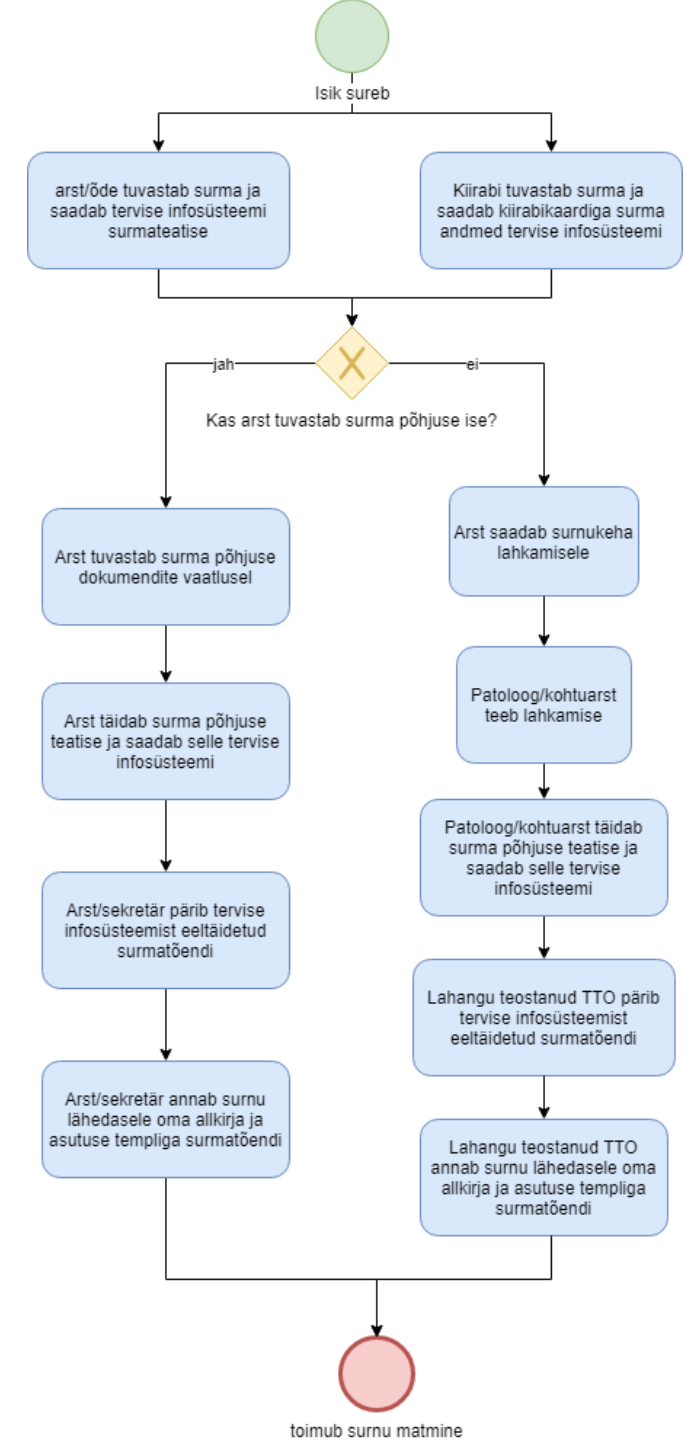 Isik sureb
arst/õde tuvastab surma ja
saadab tervise infosüsteemi
surmateatise
Kiirabi tuvastab surma ja
saadab kiirabikaardiga surma
andmed tervise infosüsteemi
jah
ei
Kas arst tuvastab surma põhjuse ise?
Arst tuvastab surma põhjuse
dokumendite vaatlusel
Arst täidab surma põhjuse
teatise ja saadab selle tervise
infosüsteemi
Arst/sekretär pärib tervise
infosüsteemist eeltäidetud
surmatõendi
Arst/sekretär annab surnu
lähedasele oma allkirja ja
asutuse templiga surmatõendi
Arst saadab surnukeha
lahkamisele
Patoloog/kohtuarst
teeb lahkamise
Patoloog/kohtuarst täidab
surma põhjuse teatise ja
saadab selle tervise
infosüsteemi
Lahangu teostanud TTO pärib
tervise infosüsteemist
eeltäidetud surmatõendi
Lahangu teostanud TTO
annab surnu lähedasele oma
allkirja ja asutuse templiga
surmatõendi
toimub surnu matmine